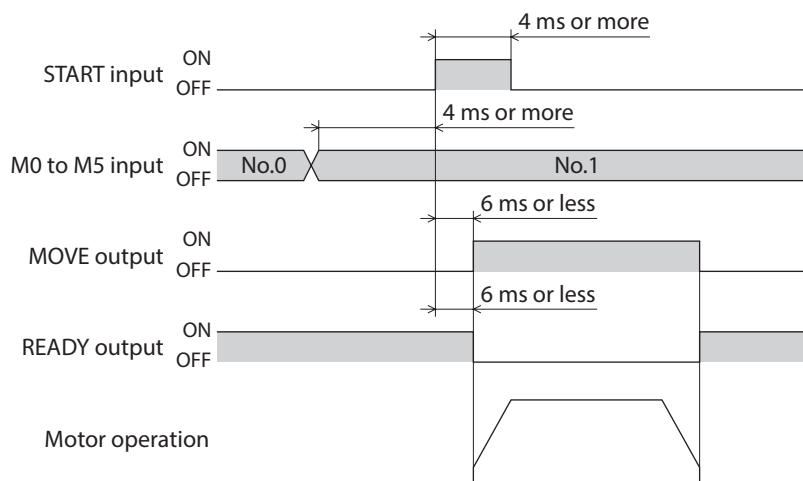 4 ms or more
START input ON
OFF
4 ms or more
M0 to M5 input ON
OFF
No.0 No.1
6 ms or less
MOVE output ON
OFF
6 ms or less
READY output ON
OFF
Motor operation